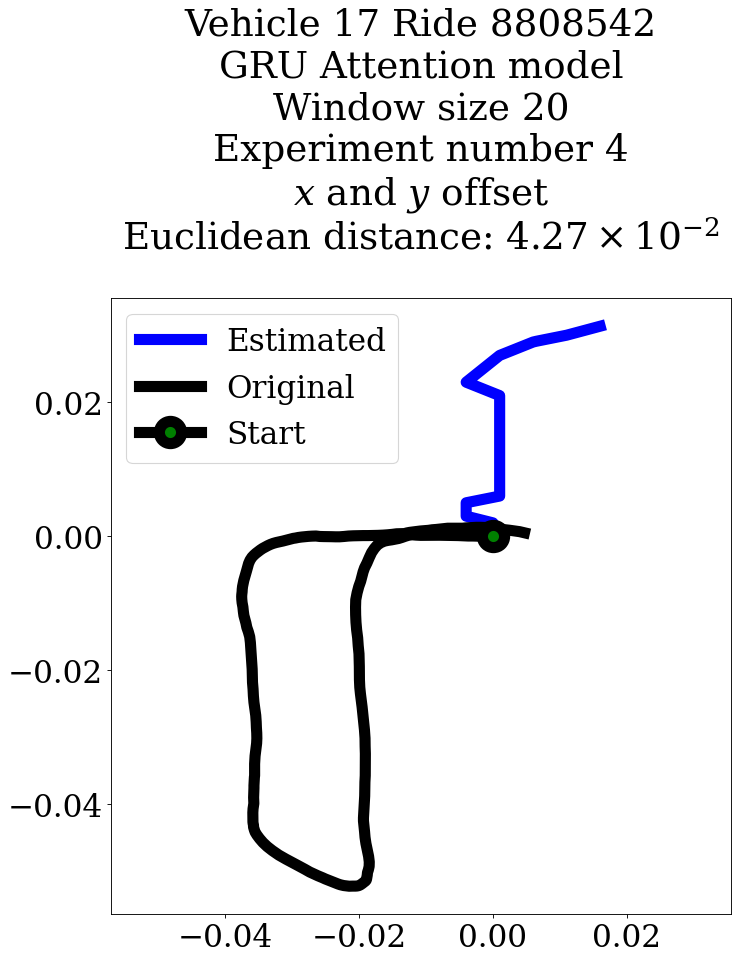 Vehicle 17 Ride 8808542
GRU Attention model
Window size 20
Experiment number 4
x and y offset
Euclidean distance: 4.27 × 10⁻²
Estimated
Original
Start
0.02
0.00
−0.02
−0.04
−0.04 −0.02 0.00 0.02